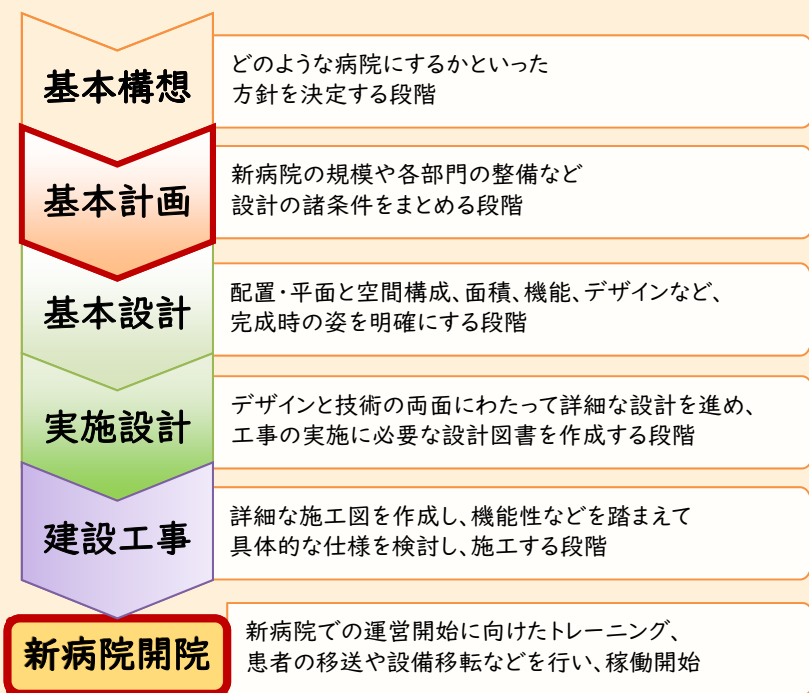 基本構想
どのような病院にするかといった
方針を決定する段階
基本計画
新病院の規模や各部門の整備など
設計の諸条件をまとめる段階
基本設計
配置・平面と空間構成、面積、機能、デザインなど、
完成時の姿を明確にする段階
実施設計
デザインと技術の両面にわたって詳細な設計を進め、
工事の実施に必要な設計図書を作成する段階
建設工事
詳細な施工図を作成し、機能性などを踏まえて
具体的な仕様を検討し、施工する段階
新病院開院
新病院での運営開始に向けたトレーニング、
患者の移送や設備移転などを行い、稼働開始